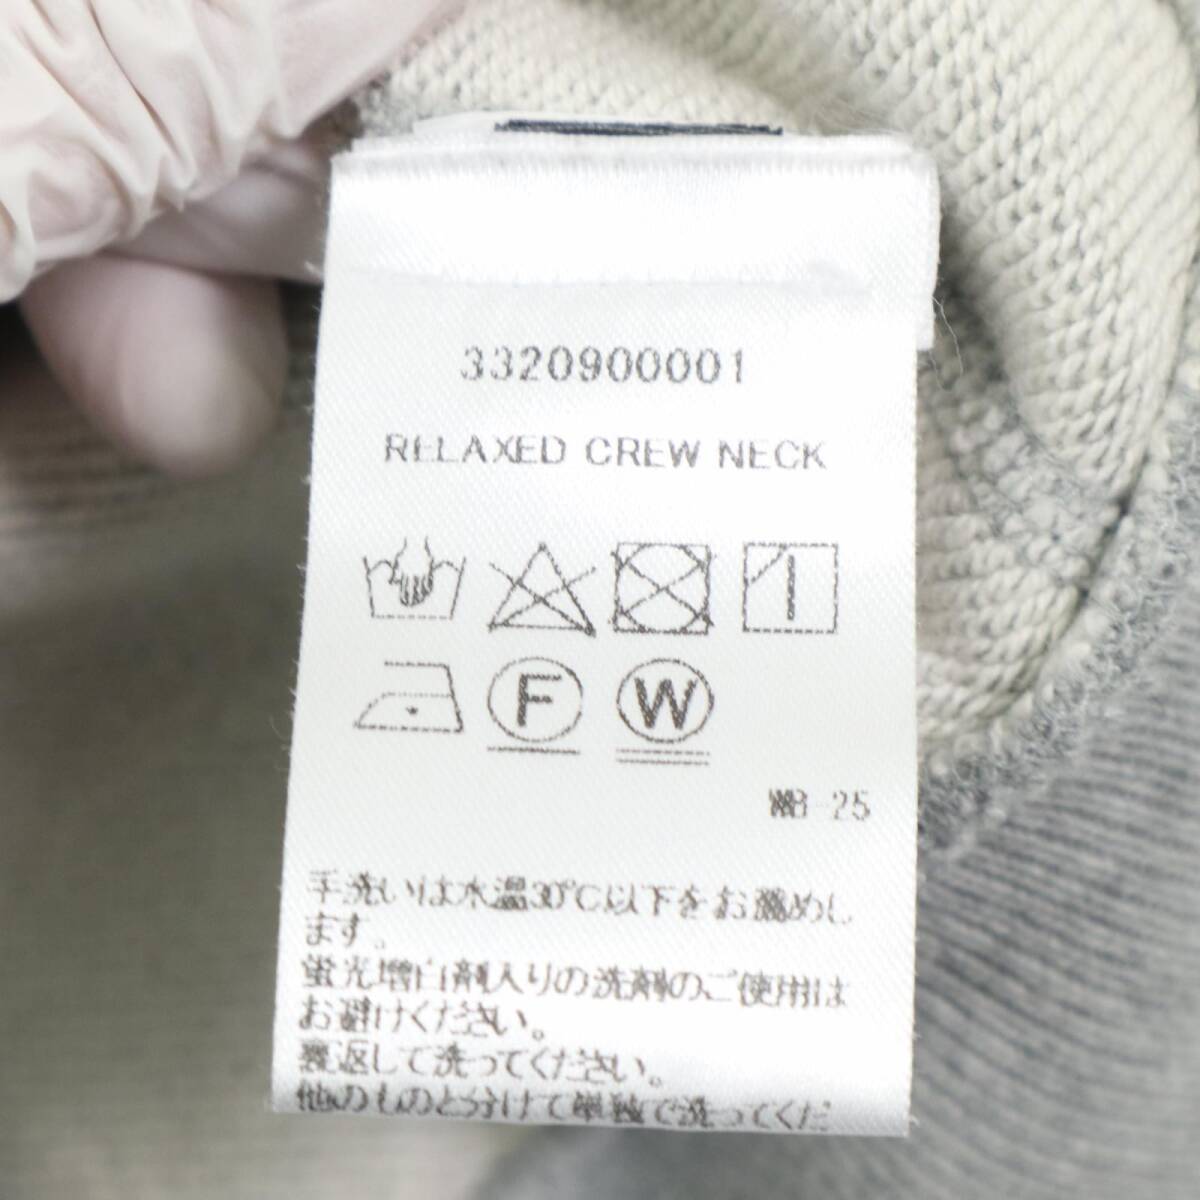 3320900001
RELAXED CREW NECK
F W
WB-25
手洗いは水温30℃以下をお薦めし
ます。
蛍光増白剤入りの洗剤のご使用は
お避けください。
裏返して洗ってください。
他のものと分けて単独で洗ってくだ